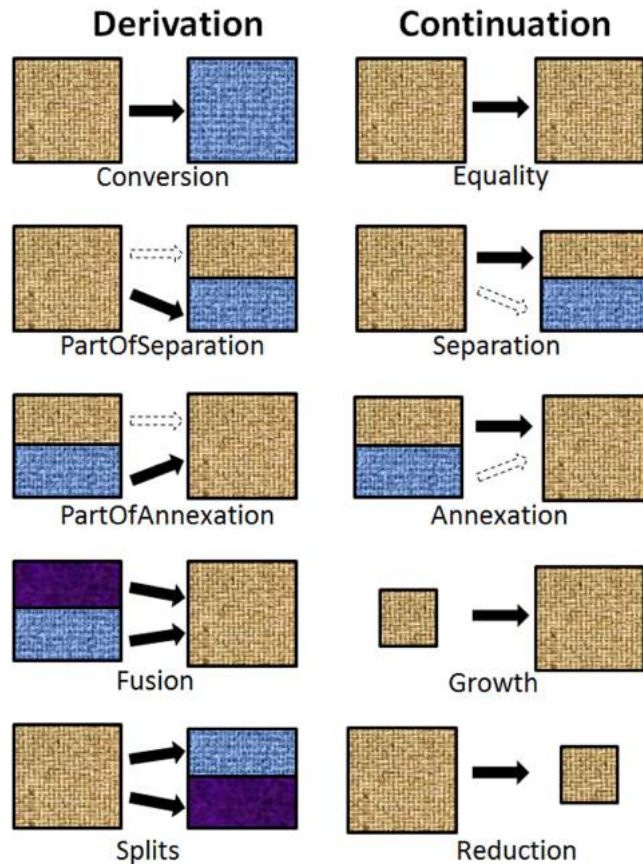 Derivation
Continuation
Conversion
Equality
PartOfSeparation
Separation
PartOfAnnexation
Annexation
Fusion
Growth
Splits
Reduction